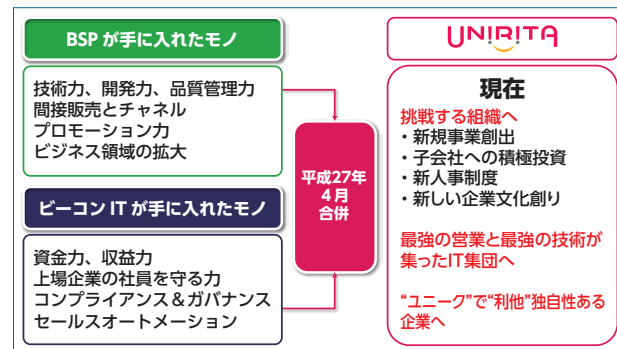 BSP が手に入れたモノ
技術力、開発力、品質管理力
間接販売とチャネル
プロモーション力
ビジネス領域の拡大
ビーコン IT が手に入れたモノ
資金力、収益力
上場企業の社員を守る力
コンプライアンス＆ガバナンス
セールスオートメーション
平成27年
4月
合併
UNIRITA
現在
挑戦する組織へ
・新規事業創出
・子会社への積極投資
・新人事制度
・新しい企業文化創り
最強の営業と最強の技術が
集ったIT集団へ
“ユニーク”で“利他”独自性ある
企業へ